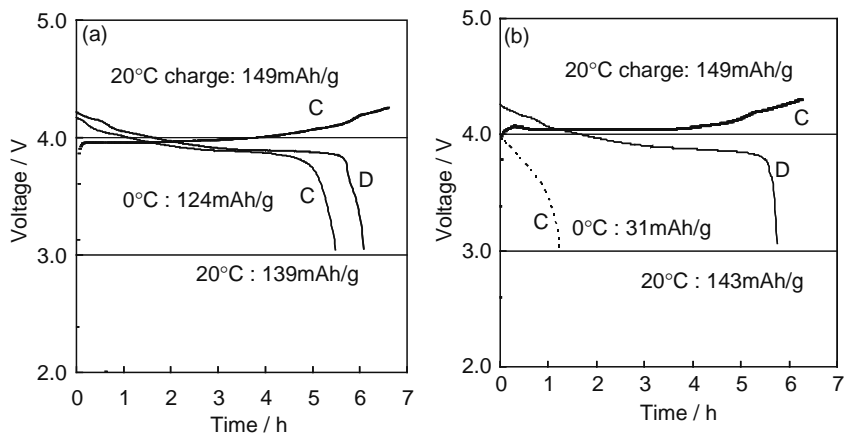 (a)
5.0
4.0
3.0
2.0
Voltage / V
20°C charge: 149mAh/g
C
C
D
0°C : 124mAh/g
20°C : 139mAh/g
0 1 2 3 4 5 6 7
Time / h
(b)
5.0
4.0
3.0
2.0
Voltage / V
20°C charge: 149mAh/g
C
D
C
0°C : 31mAh/g
20°C : 143mAh/g
0 1 2 3 4 5 6 7
Time / h